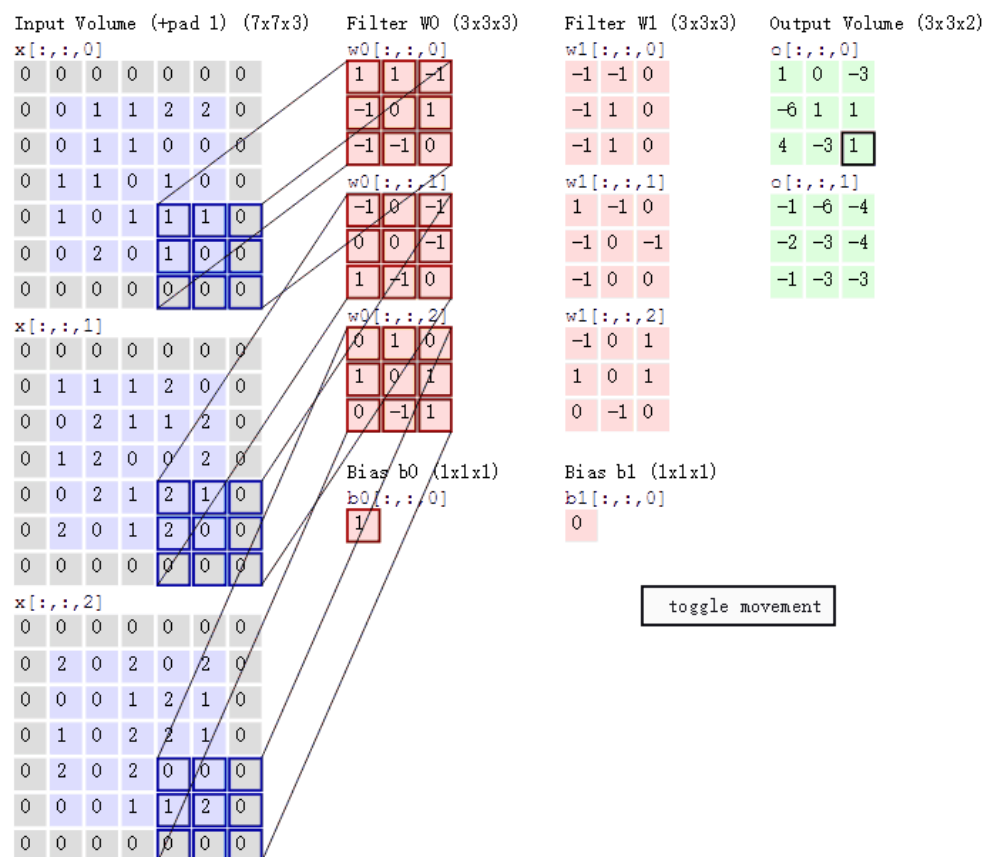 Input Volume (+pad 1) (7x7x3)
x[:,:,0]
0 0 0 0 0 0 0
0 0 1 1 2 2 0
0 0 1 1 0 0 0
0 1 1 0 1 0 0
0 1 0 1 1 1 0
0 0 2 0 1 0 0
0 0 0 0 0 0 0
x[:,:,1]
0 0 0 0 0 0 0
0 1 1 1 2 0 0
0 0 2 1 1 2 0
0 1 2 0 0 2 0
0 0 2 1 2 1 0
0 2 0 1 2 0 0
0 0 0 0 0 0 0
x[:,:,2]
0 0 0 0 0 0 0
0 2 0 2 0 2 0
0 0 0 1 2 1 0
0 1 0 2 2 1 0
0 2 0 2 0 0 0
0 0 0 1 1 2 0
0 0 0 0 0 0 0
Filter W0 (3x3x3)
w0[:,:,0]
1 1 -1
-1 0 1
-1 -1 0
w0[:,:,1]
-1 0 -1
0 0 -1
1 -1 0
w0[:,:,2]
0 1 0
1 0 1
0 -1 1
Bias b0 (1x1x1)
b0[:,:,0]
1
Filter W1 (3x3x3)
w1[:,:,0]
-1 -1 0
-1 1 0
-1 1 0
w1[:,:,1]
1 -1 0
-1 0 -1
-1 0 0
w1[:,:,2]
-1 0 1
1 0 1
0 -1 0
Bias b1 (1x1x1)
b1[:,:,0]
0
Output Volume (3x3x2)
o[:,:,0]
1 0 -3
-6 1 1
4 -3 1
o[:,:,1]
-1 -6 -4
-2 -3 -4
-1 -3 -3
toggle movement